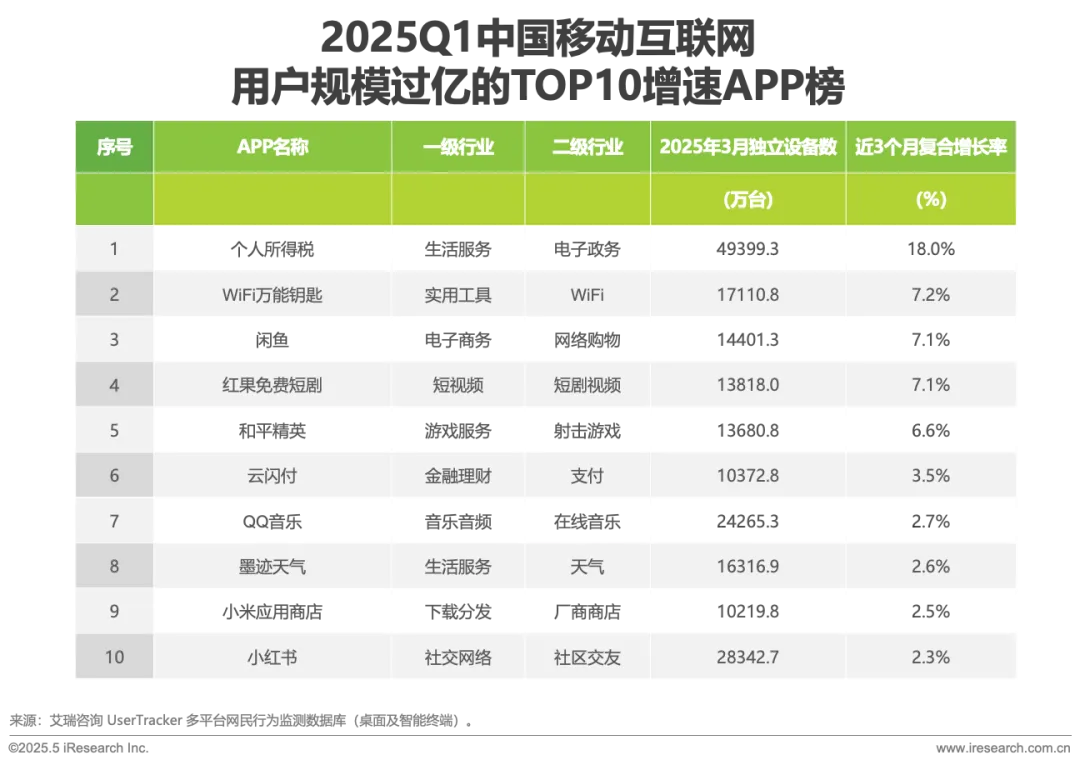 2025Q1中国移动互联网
用户规模过亿的TOP10增速APP榜
序号 APP名称 一级行业 二级行业 2025年3月独立设备数 近3个月复合增长率
(万台) (%)
1 个人所得税 生活服务 电子政务 49399.3 18.0%
2 WiFi万能钥匙 实用工具 WiFi 17110.8 7.2%
3 闲鱼 电子商务 网络购物 14401.3 7.1%
4 红果免费短剧 短视频 短剧视频 13818.0 7.1%
5 和平精英 游戏服务 射击游戏 13680.8 6.6%
6 云闪付 金融理财 支付 10372.8 3.5%
7 QQ音乐 音乐音频 在线音乐 24265.3 2.7%
8 墨迹天气 生活服务 天气 16316.9 2.6%
9 小米应用商店 下载分发 厂商商店 10219.8 2.5%
10 小红书 社交网络 社区交友 28342.7 2.3%
来源：艾瑞咨询 UserTracker 多平台网民行为监测数据库（桌面及智能终端）。
©2025.5 iResearch Inc. www.iresearch.com.cn